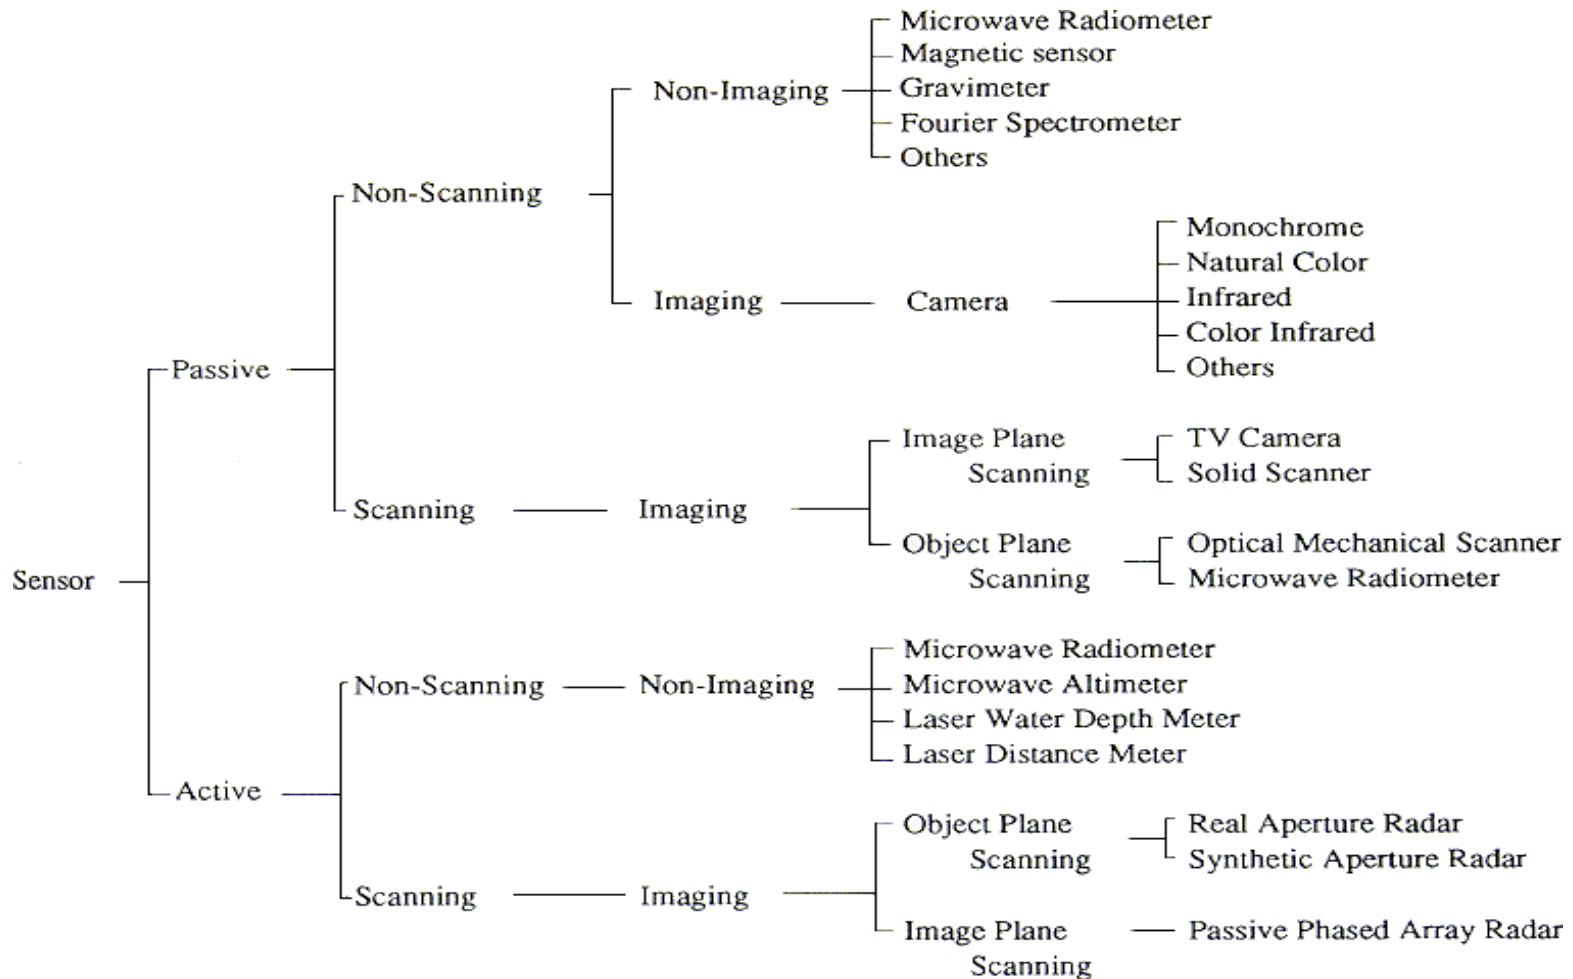 Microwave Radiometer
Magnetic sensor
Non-Imaging
Gravimeter
Fourier Spectrometer
Others
Non-Scanning
Monochrome
Natural Color
Imaging
Camera
Infrared
Color Infrared
Others
Passive
Image Plane
Scanning
TV Camera
Solid Scanner
Scanning
Imaging
Object Plane
Scanning
Optical Mechanical Scanner
Microwave Radiometer
Sensor
Microwave Radiometer
Non-Scanning
Non-Imaging
Microwave Altimeter
Laser Water Depth Meter
Laser Distance Meter
Active
Object Plane
Scanning
Real Aperture Radar
Synthetic Aperture Radar
Scanning
Imaging
Image Plane
Scanning
Passive Phased Array Radar